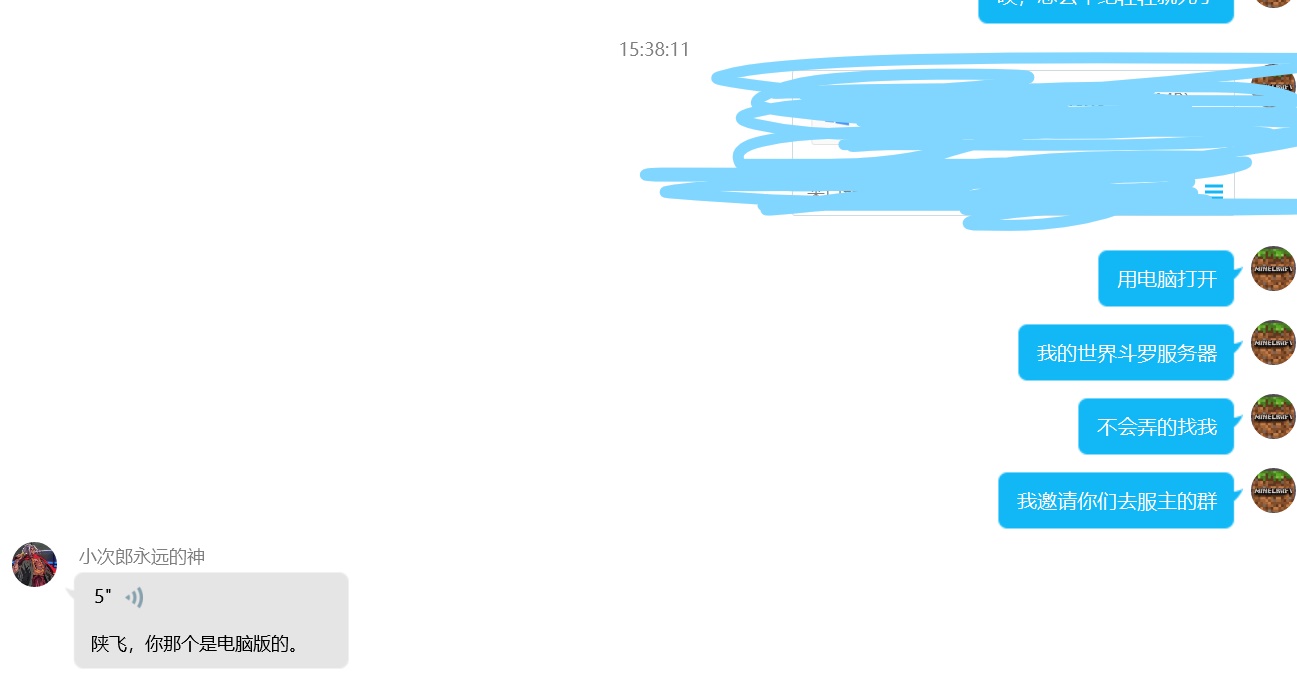 15:38:11
用电脑打开
我的世界斗罗服务器
不会弄的找我
我邀请你们去服主的群
小次郎永远的神
5"
陕飞，你那个是电脑版的。